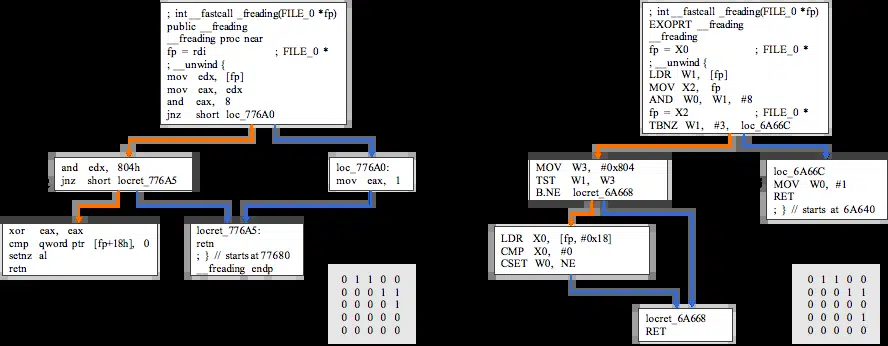 ; int __fastcall _freading(FILE_0 *fp)
public __freading
__freading proc near
fp = rdi ; FILE_0 *
; __unwind {
mov edx, [fp]
mov eax, edx
and eax, 8
jnz short loc_776A0
and edx, 804h
jnz short locret_776A5
loc_776A0:
mov eax, 1
xor eax, eax
cmp qword ptr [fp+18h], 0
setnz al
retn
locret_776A5:
retn
; } // starts at 77680
__freading endp
0 1 1 0 0
0 0 0 1 1
0 0 0 0 1
0 0 0 0 0
0 0 0 0 0
; int __fastcall _freading(FILE_0 *fp)
EXOPRT __freading
__freading
fp = X0 ; FILE_0 *
; __unwind {
LDR W1, [fp]
MOV X2, fp
AND W0, W1, #8
fp = X2 ; FILE_0 *
TBNZ W1, #3, loc_6A66C
MOV W3, #0x804
TST W1, W3
B.NE locret_6A668
loc_6A66C
MOV W0, #1
RET
; } // starts at 6A640
LDR X0, [fp, #0x18]
CMP X0, #0
CSET W0, NE
locret_6A668
RET
0 1 1 0 0
0 0 0 1 1
0 0 0 0 0
0 0 0 0 1
0 0 0 0 0